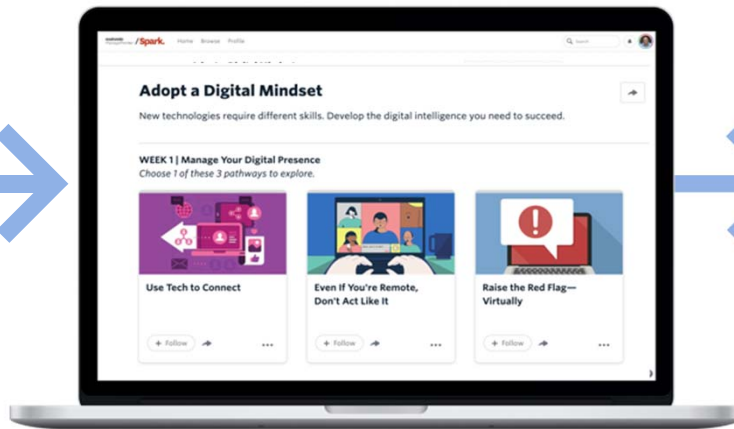 /Spark. Home Browse Profile Search
Adopt a Digital Mindset
New technologies require different skills. Develop the digital intelligence you need to succeed.
WEEK 1 | Manage Your Digital Presence
Choose 1 of these 3 pathways to explore.
Use Tech to Connect
Even If You're Remote,
Don't Act Like It
Raise the Red Flag—
Virtually
+ Follow
+ Follow
+ Follow